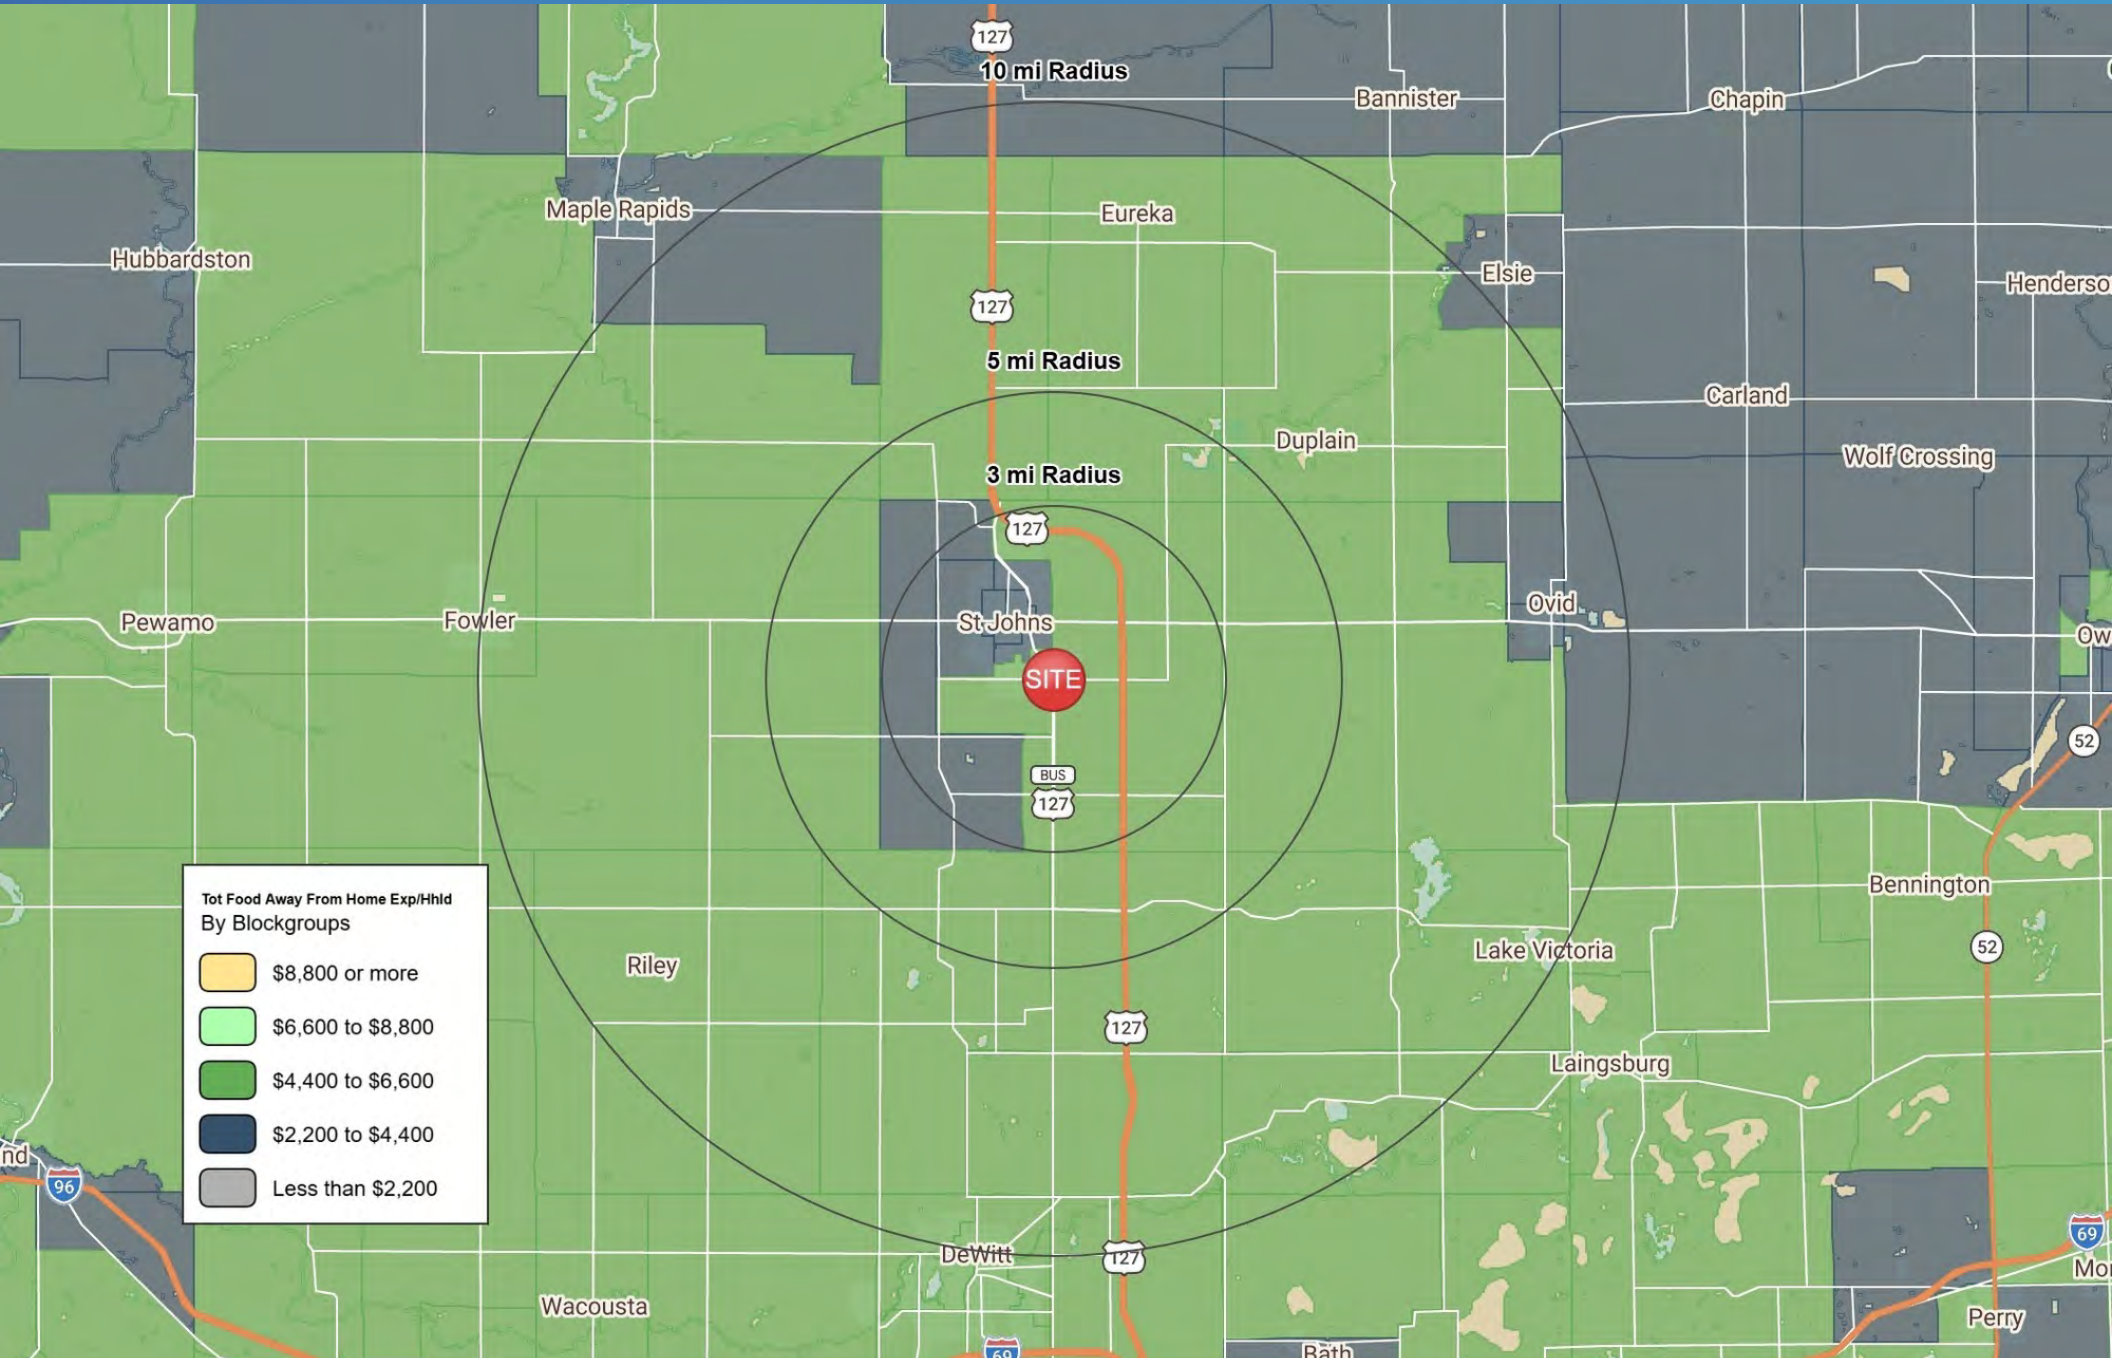 127
10 mi Radius
Bannister
Chapin
Maple Rapids
Eureka
Hubbardston
Elsie
Henderso
127
5 mi Radius
Carland
Duplain
Wolf Crossing
3 mi Radius
127
Ovid
Pewamo
Fowler
St Johns
Ow
SITE
52
BUS
127
Tot Food Away From Home Exp/Hhld
By Blockgroups
$8,800 or more
$6,600 to $8,800
$4,400 to $6,600
$2,200 to $4,400
Less than $2,200
Bennington
Riley
Lake Victoria
52
127
Laingsburg
nd
96
DeWitt
127
69
Mor
Wacousta
Perry
69
Bath